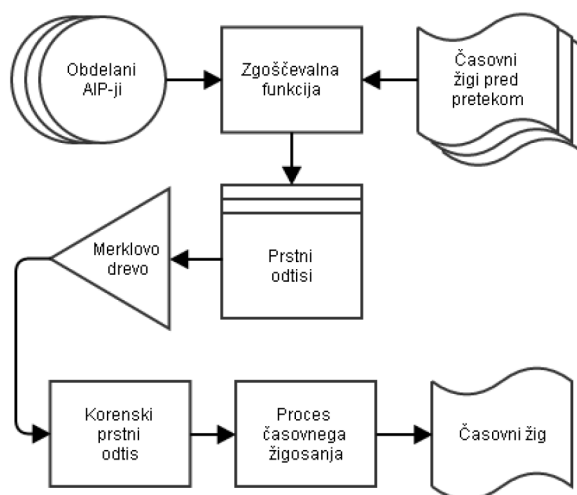 Obdelani
AIP-ji
Zgoščevalna
funkcija
Časovni
žigi pred
pretekom
Merklovo
drevo
Prstni
odtisi
Korenski
prstni
odtis
Proces
časovnega
žigosanja
Časovni žig